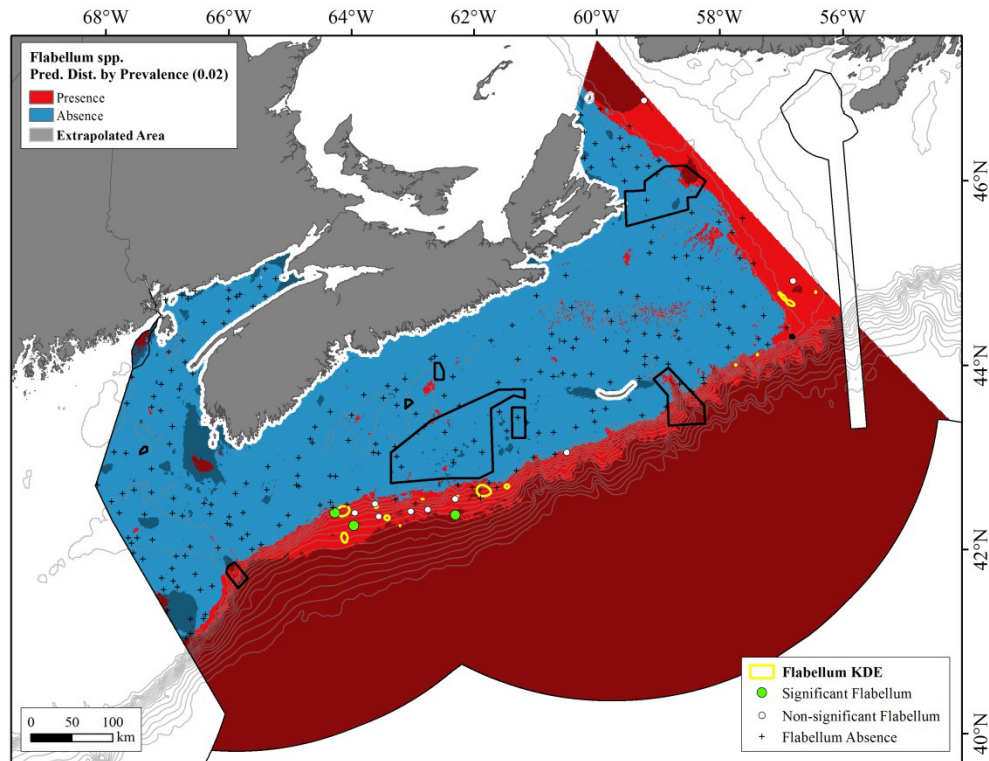 68°W 66°W 64°W 62°W 60°W 58°W 56°W
Flabellum spp.
Pred. Dist. by Prevalence (0.02)
Presence
Absence
Extrapolated Area
46°N
44°N
42°N
40°N
0 50 100
km
Flabellum KDE
Significant Flabellum
Non-significant Flabellum
Flabellum Absence